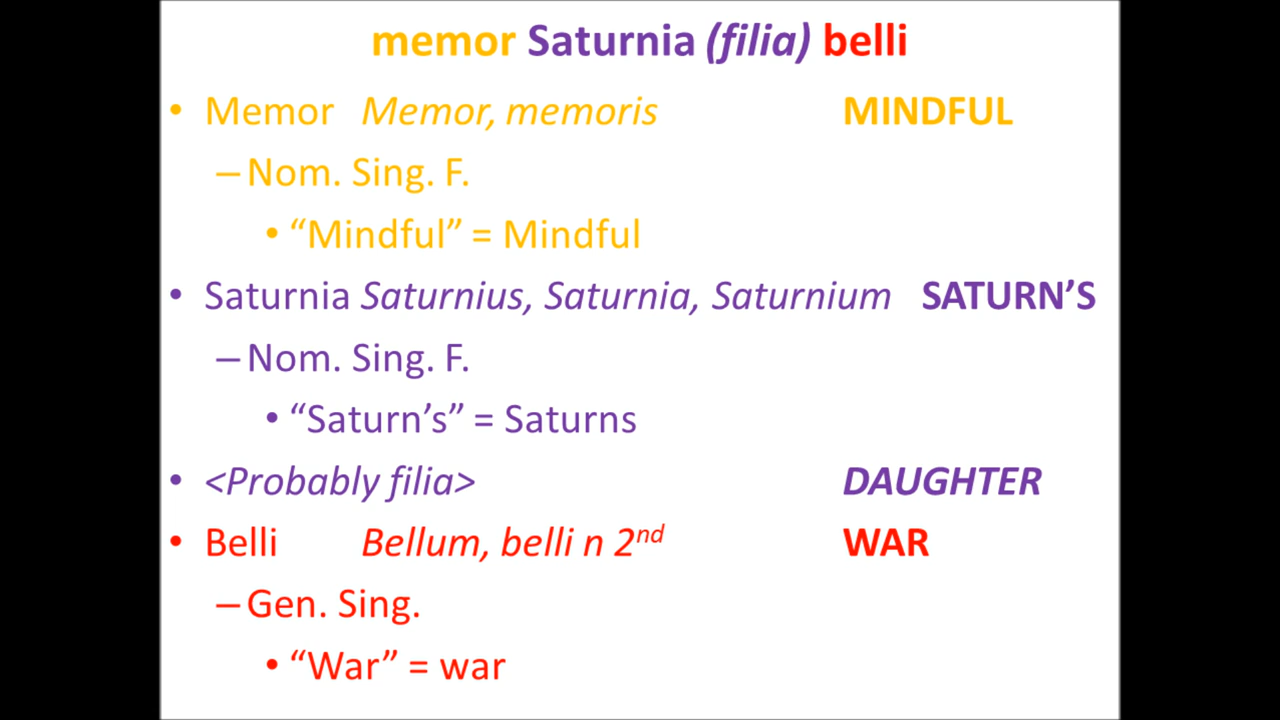 memor Saturnia (filia) belli
• Memor Memor, memoris MINDFUL
– Nom. Sing. F.
• “Mindful” = Mindful
• Saturnia Saturnius, Saturnia, Saturnium SATURN’S
– Nom. Sing. F.
• “Saturn’s” = Saturns
• <Probably filia> DAUGHTER
• Belli Bellum, belli n 2nd WAR
– Gen. Sing.
• “War” = war